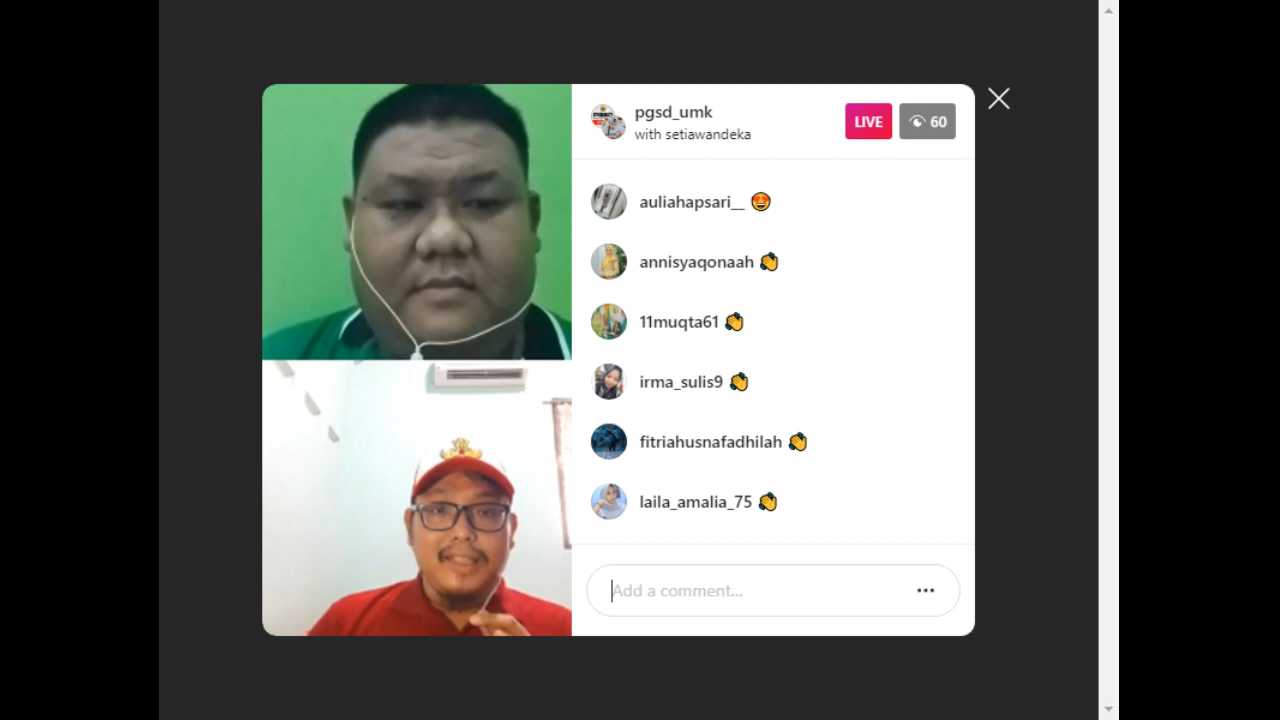 pgsd_umk
with setiawandeka
LIVE
60
auliahapsari__ 😍
annisyaqonaah 👏
11muqta61 👏
irma_sulis9 👏
fitriahusnafadhilah 👏
laila_amalia_75 👏
Add a comment...